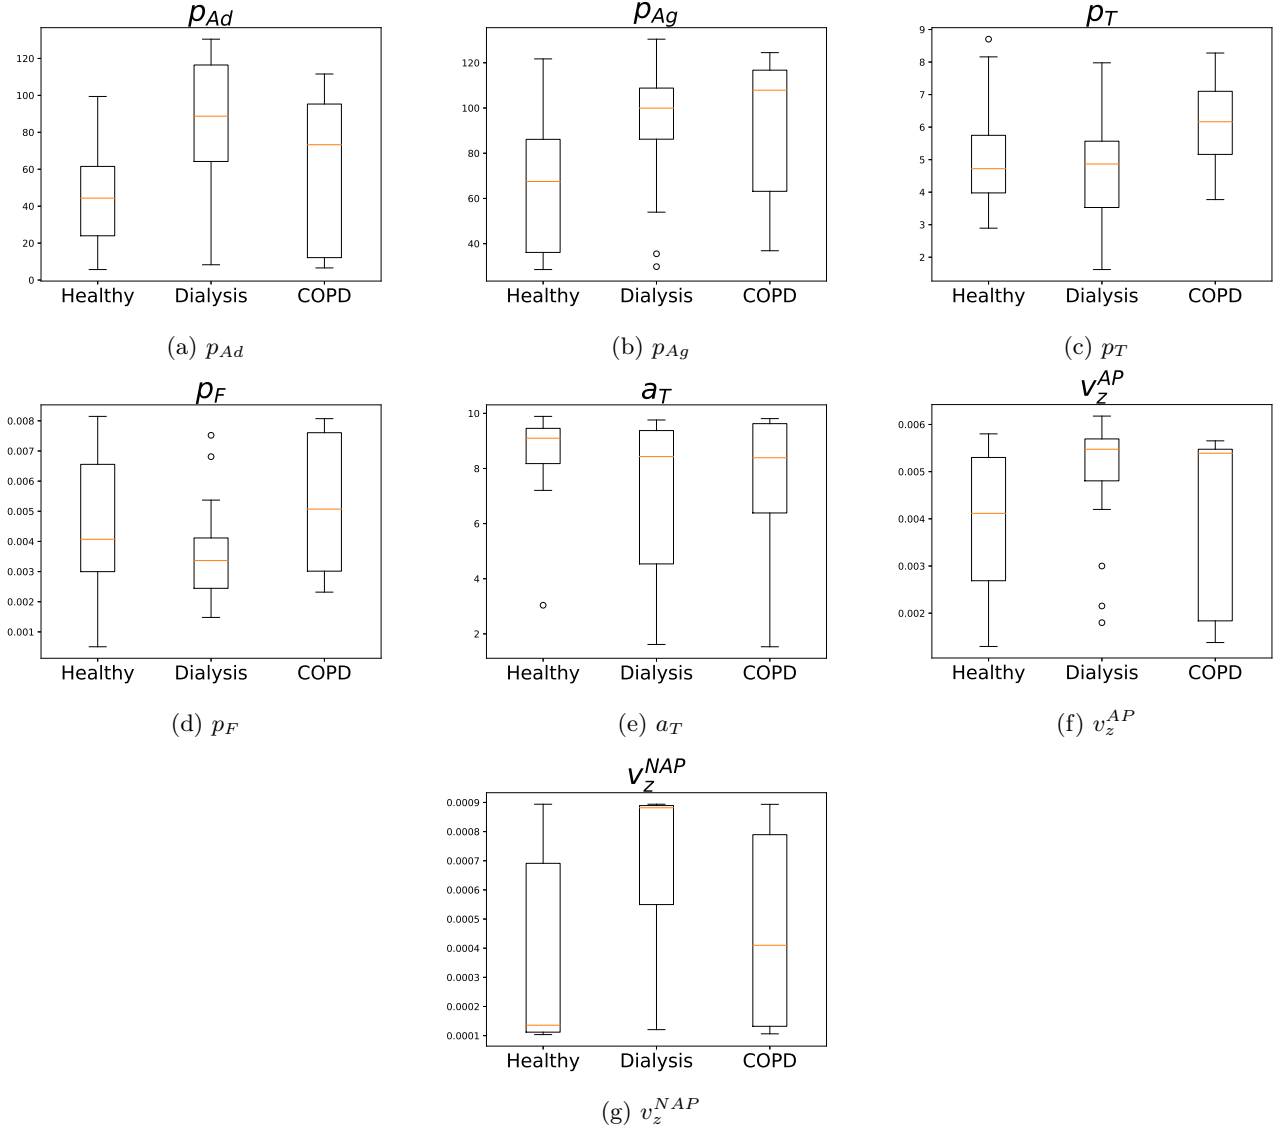 p_Ad
120
100
80
60
40
20
0
Healthy Dialysis COPD
(a) p_Ad
p_Ag
120
100
80
60
40
Healthy Dialysis COPD
(b) p_Ag
p_T
9
8
7
6
5
4
3
2
Healthy Dialysis COPD
(c) p_T
p_F
0.008
0.007
0.006
0.005
0.004
0.003
0.002
0.001
Healthy Dialysis COPD
(d) p_F
a_T
10
8
6
4
2
Healthy Dialysis COPD
(e) a_T
v_z^AP
0.006
0.005
0.004
0.003
0.002
Healthy Dialysis COPD
(f) v_z^AP
v_z^NAP
0.0009
0.0008
0.0007
0.0006
0.0005
0.0004
0.0003
0.0002
0.0001
Healthy Dialysis COPD
(g) v_z^NAP